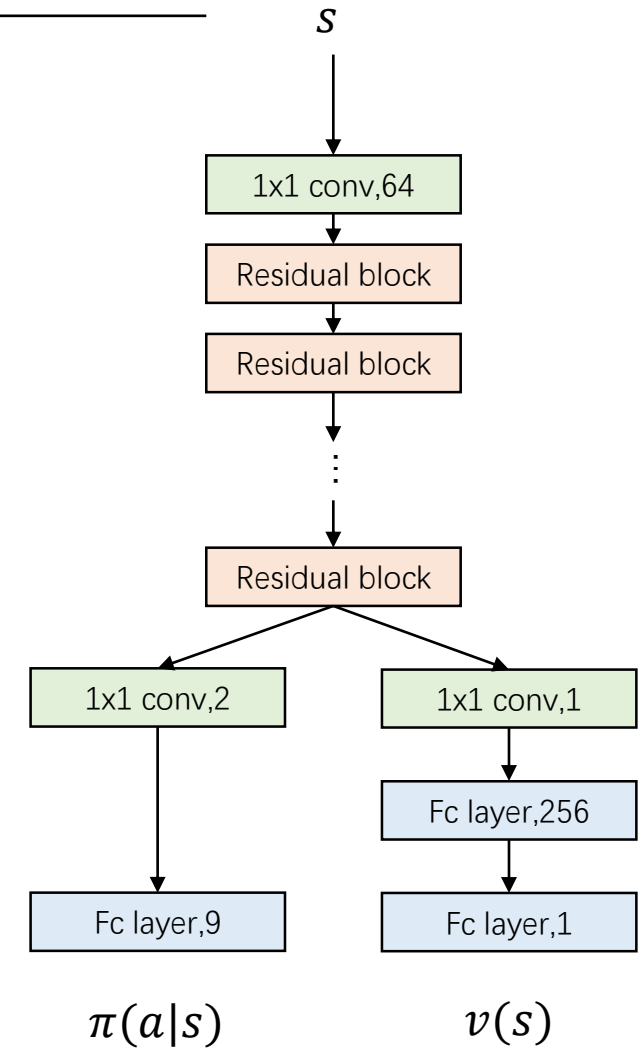 s
1x1 conv,64
Residual block
Residual block
⋮
Residual block
1x1 conv,2
1x1 conv,1
Fc layer,256
Fc layer,9
Fc layer,1
π(a|s)
v(s)